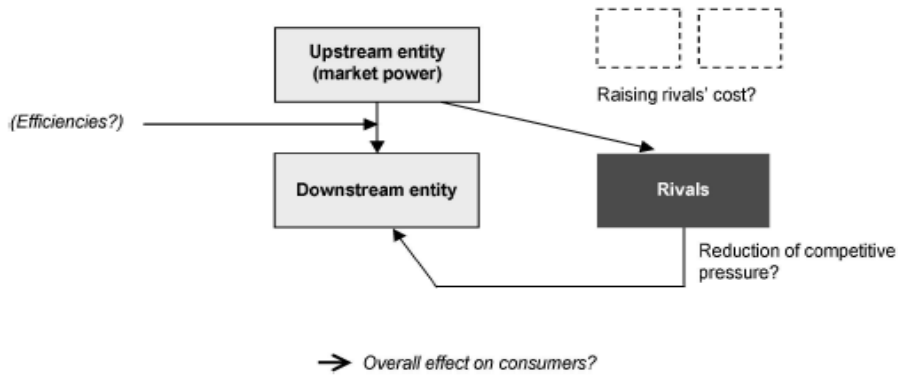 Upstream entity
(market power)
Raising rivals' cost?
(Efficiencies?)
Downstream entity
Rivals
Reduction of competitive
pressure?
Overall effect on consumers?